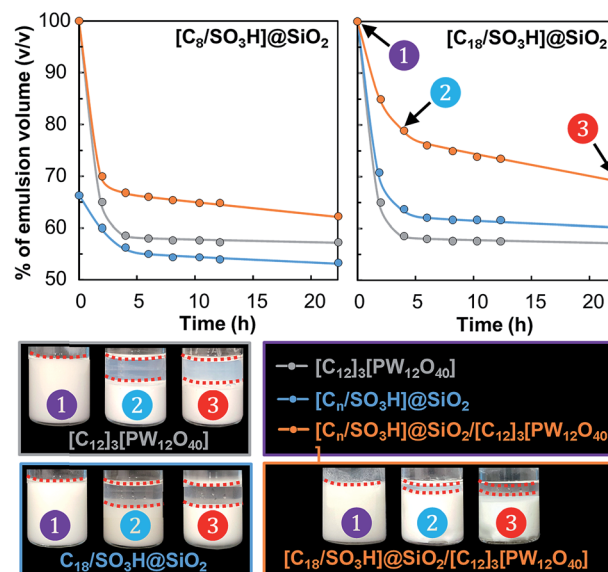 [C₈/SO₃H]@SiO₂
[C₁₈/SO₃H]@SiO₂
% of emulsion volume (v/v)
100
90
80
70
60
50
0 5 10 15 20
Time (h)
1
2
3
0 5 10 15 20
Time (h)
1 2 3
[C₁₂]₃[PW₁₂O₄₀]
[C₁₂]₃[PW₁₂O₄₀]
[Cₙ/SO₃H]@SiO₂
[Cₙ/SO₃H]@SiO₂/[C₁₂]₃[PW₁₂O₄₀
]
1 2 3
C₁₈/SO₃H@SiO₂
1 2 3
[C₁₈/SO₃H]@SiO₂/[C₁₂]₃[PW₁₂O₄₀]